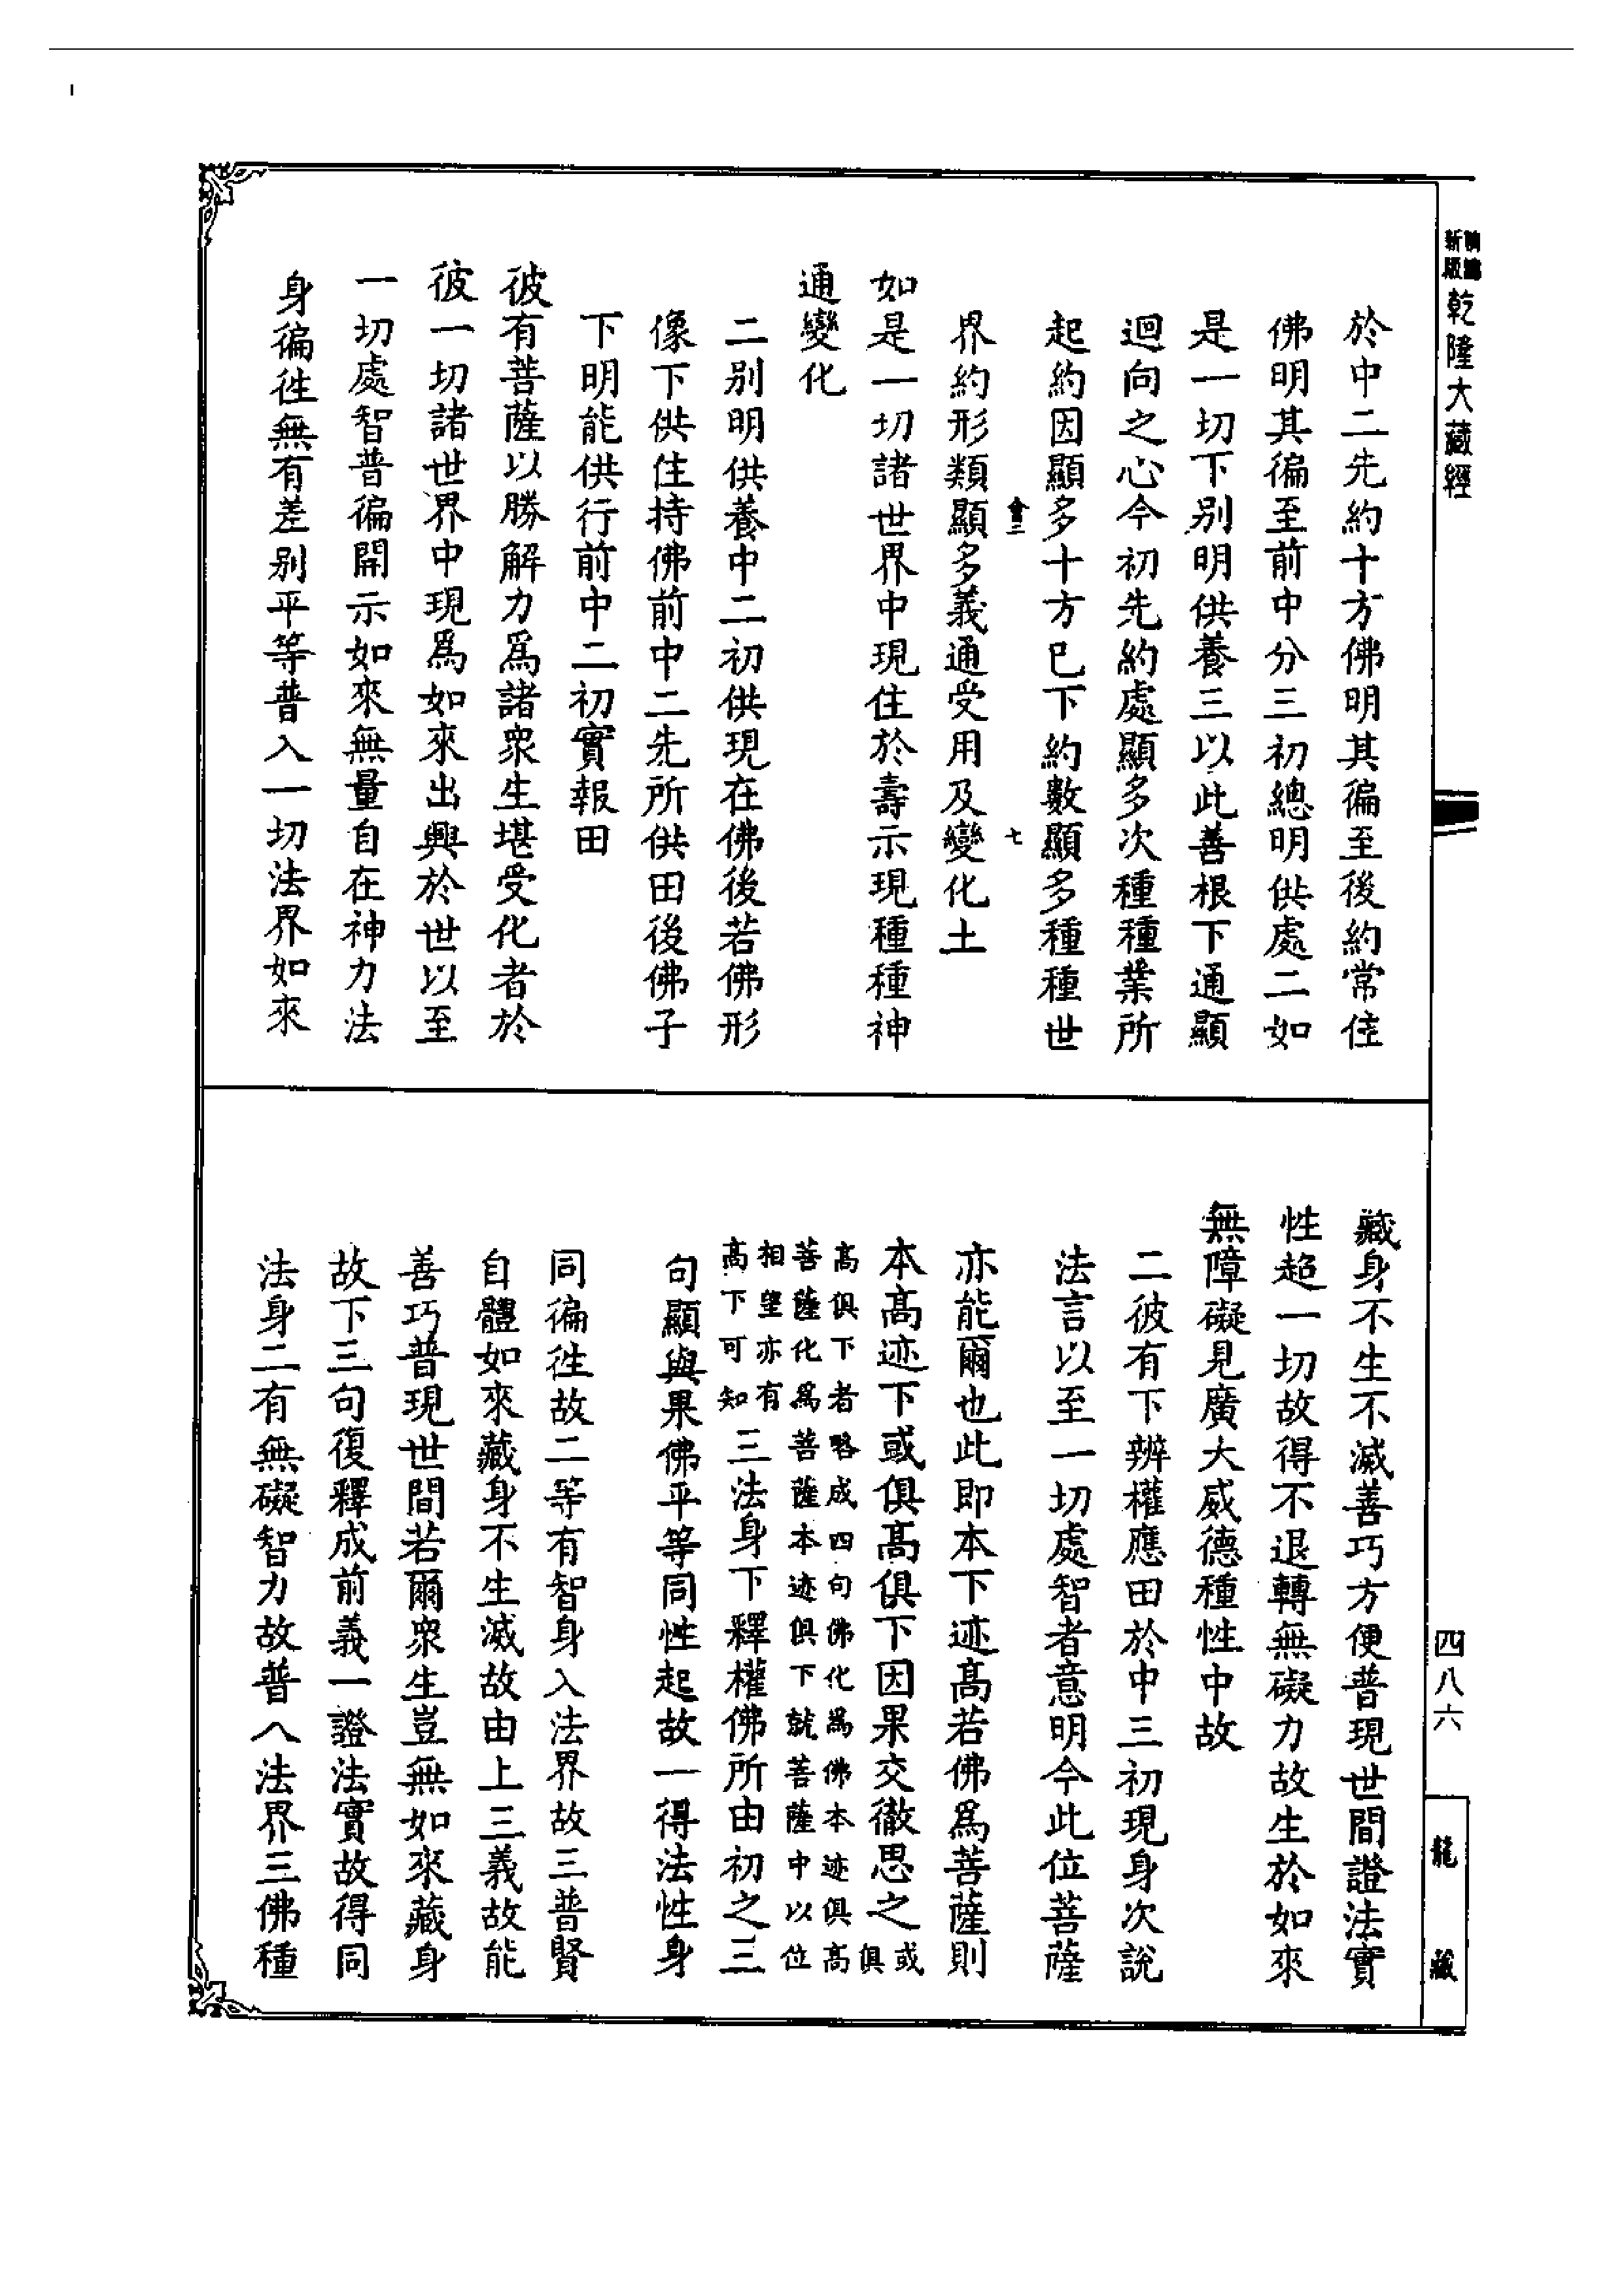 新版
乾隆大藏經
於中二先約十方佛明其徧至後約常住
佛明其徧至前中分三初總明供處二如
是一切下別明供養三以此善根下通顯
迴向之心今初先約處顯多次種種業所
起約因顯多十方巳下約數顯多種種世
會三
七
界約形類顯多義通受用及變化土
如是一切諸世界中現住於壽示現種種神
通變化
二別明供養中二初供現在佛後若佛形
像下供住持佛前中二先所供田後佛子
下明能供行前中二初實報田
彼有菩薩以勝解力爲諸衆生堪受化者於
彼一切諸世界中現爲如來出興於世以至
一切處智普徧開示如來無量自在神力法
身徧往無有差別平等普入一切法界如來
藏身不生不滅善巧方便普現世間證法實
性超一切故得不退轉無礙力故生於如來
無障礙見廣大威德種性中故
二彼有下辨權應田於中三初現身次說
法言以至一切處智者意明今此位菩薩
亦能爾也此即本下迹高若佛爲菩薩則
本高迹下或俱高俱下因果交徹思之或俱
高俱下者略成四句佛化爲佛本迹俱高
菩薩化爲菩薩本迹俱下就菩薩中以位
相望亦有
高下可知
三法身下釋權佛所由初之三
句顯與果佛平等同性起故一得法性身
同徧往故二等有智身入法界故三普賢
自體如來藏身不生滅故由上三義故能
善巧普現世間若爾衆生豈無如來藏身
故下三句復釋成前義一證法實故得同
法身二有無礙智力故普入法界三佛種
四八六
龍藏